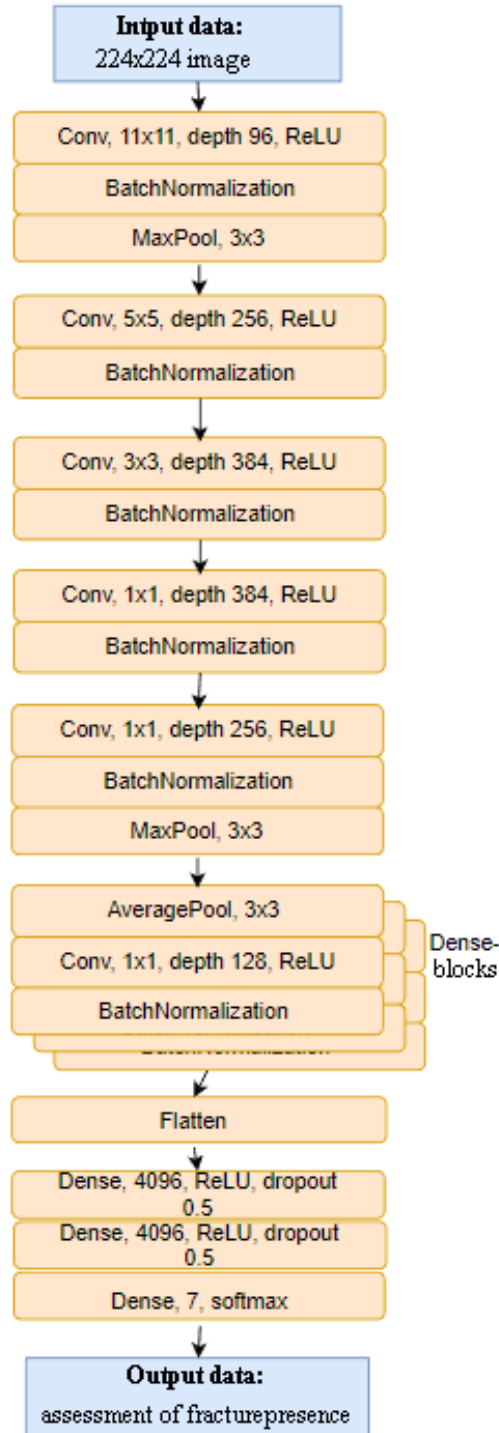 Intput data:
224x224 image
Conv, 11x11, depth 96, ReLU
BatchNormalization
MaxPool, 3x3
Conv, 5x5, depth 256, ReLU
BatchNormalization
Conv, 3x3, depth 384, ReLU
BatchNormalization
Conv, 1x1, depth 384, ReLU
BatchNormalization
Conv, 1x1, depth 256, ReLU
BatchNormalization
MaxPool, 3x3
AveragePool, 3x3
Conv, 1x1, depth 128, ReLU
BatchNormalization
Dense-
blocks
BatchNormalization
Flatten
Dense, 4096, ReLU, dropout
0.5
Dense, 4096, ReLU, dropout
0.5
Dense, 7, softmax
Output data:
assessment of fracturepresence